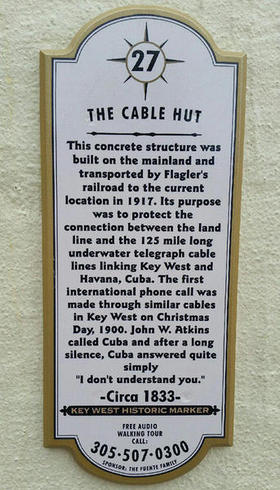 27
THE CABLE HUT
This concrete structure was
built on the mainland and
transported by Flagler's
railroad to the current
location in 1917. Its purpose
was to protect the
connection between the land
line and the 125 mile long
underwater telegraph cable
lines linking Key West and
Havana, Cuba. The first
international phone call was
made through similar cables
in Key West on Christmas
Day, 1900. John W. Atkins
called Cuba and after a long
silence, Cuba answered quite
simply
"I don't understand you."
-Circa 1833-
KEY WEST HISTORIC MARKER
FREE AUDIO
WALKING TOUR
CALL:
305-507-0300
SPONSOR: THE FUENTE FAMILY